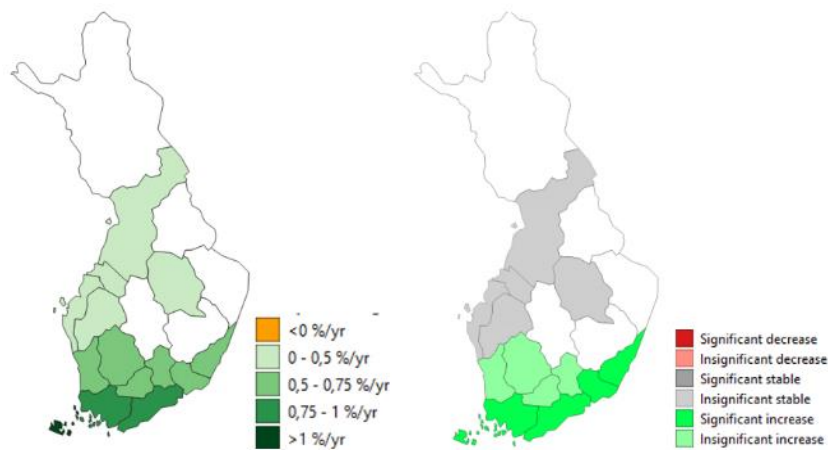 <0 %/yr
0 - 0,5 %/yr
0,5 - 0,75 %/yr
0,75 - 1 %/yr
>1 %/yr
Significant decrease
Insignificant decrease
Significant stable
Insignificant stable
Significant increase
Insignificant increase